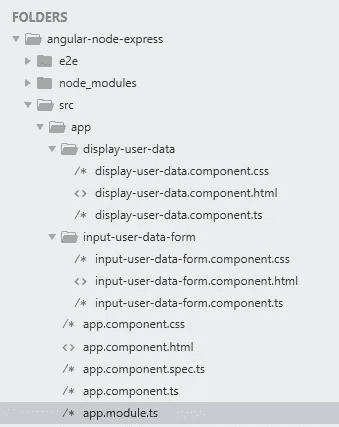 FOLDERS
angular-node-express
e2e
node_modules
src
app
display-user-data
/* display-user-data.component.css
<> display-user-data.component.html
/* display-user-data.component.ts
input-user-data-form
/* input-user-data-form.component.css
<> input-user-data-form.component.html
/* input-user-data-form.component.ts
/* app.component.css
<> app.component.html
/* app.component.spec.ts
/* app.component.ts
/* app.module.ts